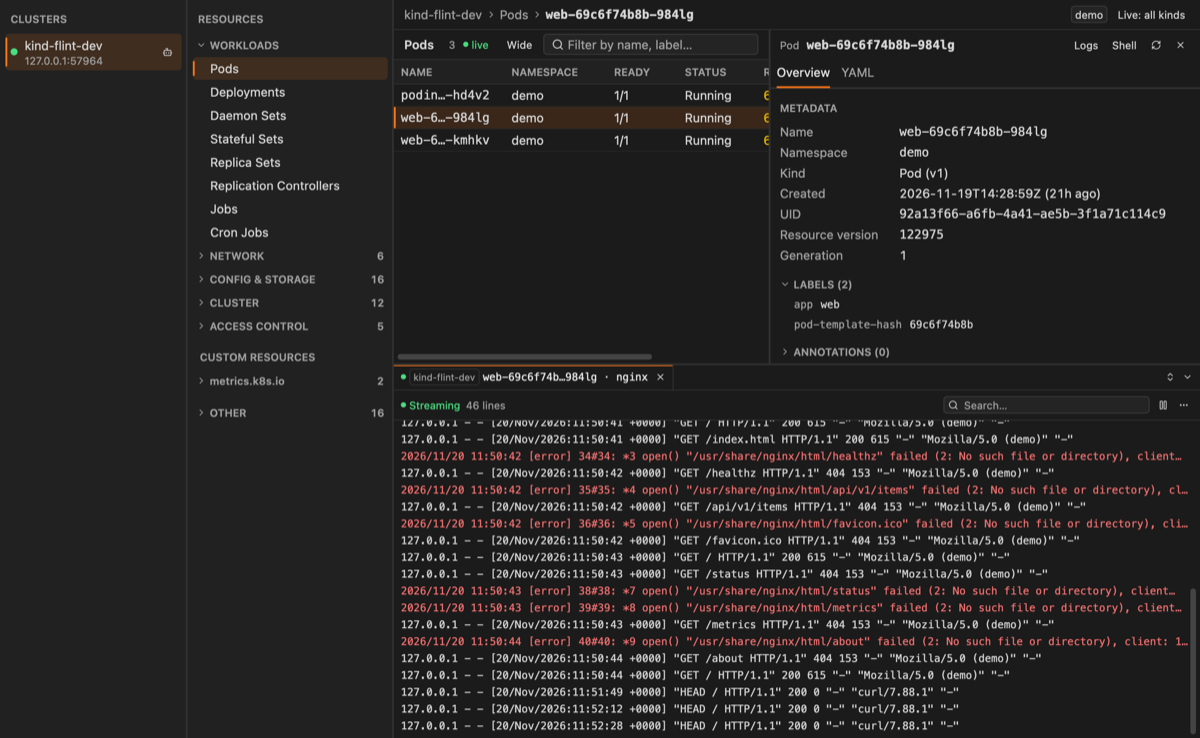 CLUSTERS
kind-flint-dev
127.0.0.1:57964
RESOURCES
WORKLOADS
Pods
Deployments
Daemon Sets
Stateful Sets
Replica Sets
Replication Controllers
Jobs
Cron Jobs
NETWORK 6
CONFIG & STORAGE 16
CLUSTER 12
ACCESS CONTROL 5
CUSTOM RESOURCES
metrics.k8s.io 2
OTHER 16
kind-flint-dev > Pods > web-69c6f74b8b-984lg
demo Live: all kinds
Pods 3 live Wide Filter by name, label...
NAME NAMESPACE READY STATUS
podin…-hd4v2 demo 1/1 Running
web-6…-984lg demo 1/1 Running
web-6…-kmhkv demo 1/1 Running
Pod web-69c6f74b8b-984lg Logs Shell
Overview YAML
METADATA
Name web-69c6f74b8b-984lg
Namespace demo
Kind Pod (v1)
Created 2026-11-19T14:28:59Z (21h ago)
UID 92a13f66-a6fb-4a41-ae5b-3f1a71c114c9
Resource version 122975
Generation 1
LABELS (2)
app web
pod-template-hash 69c6f74b8b
ANNOTATIONS (0)
kind-flint-dev web-69c6f74b…984lg · nginx ×
Streaming 46 lines Search...
127.0.0.1 - - [20/Nov/2026:11:50:41 +0000] "GET / HTTP/1.1" 200 615 "-" "Mozilla/5.0 (demo)" "-"
127.0.0.1 - - [20/Nov/2026:11:50:41 +0000] "GET /index.html HTTP/1.1" 200 615 "-" "Mozilla/5.0 (demo)" "-"
2026/11/20 11:50:42 [error] 34#34: *3 open() "/usr/share/nginx/html/healthz" failed (2: No such file or directory), client…
127.0.0.1 - - [20/Nov/2026:11:50:42 +0000] "GET /healthz HTTP/1.1" 404 153 "-" "Mozilla/5.0 (demo)" "-"
2026/11/20 11:50:42 [error] 35#35: *4 open() "/usr/share/nginx/html/api/v1/items" failed (2: No such file or directory), cl…
127.0.0.1 - - [20/Nov/2026:11:50:42 +0000] "GET /api/v1/items HTTP/1.1" 404 153 "-" "Mozilla/5.0 (demo)" "-"
2026/11/20 11:50:42 [error] 36#36: *5 open() "/usr/share/nginx/html/favicon.ico" failed (2: No such file or directory), cli…
127.0.0.1 - - [20/Nov/2026:11:50:42 +0000] "GET /favicon.ico HTTP/1.1" 404 153 "-" "Mozilla/5.0 (demo)" "-"
127.0.0.1 - - [20/Nov/2026:11:50:43 +0000] "GET / HTTP/1.1" 200 615 "-" "Mozilla/5.0 (demo)" "-"
127.0.0.1 - - [20/Nov/2026:11:50:43 +0000] "GET /status HTTP/1.1" 404 153 "-" "Mozilla/5.0 (demo)" "-"
2026/11/20 11:50:43 [error] 38#38: *7 open() "/usr/share/nginx/html/status" failed (2: No such file or directory), client…
2026/11/20 11:50:43 [error] 39#39: *8 open() "/usr/share/nginx/html/metrics" failed (2: No such file or directory), client…
127.0.0.1 - - [20/Nov/2026:11:50:43 +0000] "GET /metrics HTTP/1.1" 404 153 "-" "Mozilla/5.0 (demo)" "-"
2026/11/20 11:50:44 [error] 40#40: *9 open() "/usr/share/nginx/html/about" failed (2: No such file or directory), client: 1…
127.0.0.1 - - [20/Nov/2026:11:50:44 +0000] "GET /about HTTP/1.1" 404 153 "-" "Mozilla/5.0 (demo)" "-"
127.0.0.1 - - [20/Nov/2026:11:50:44 +0000] "GET / HTTP/1.1" 200 615 "-" "Mozilla/5.0 (demo)" "-"
127.0.0.1 - - [20/Nov/2026:11:51:49 +0000] "HEAD / HTTP/1.1" 200 0 "-" "curl/7.88.1" "-"
127.0.0.1 - - [20/Nov/2026:11:52:12 +0000] "HEAD / HTTP/1.1" 200 0 "-" "curl/7.88.1" "-"
127.0.0.1 - - [20/Nov/2026:11:52:28 +0000] "HEAD / HTTP/1.1" 200 0 "-" "curl/7.88.1" "-"